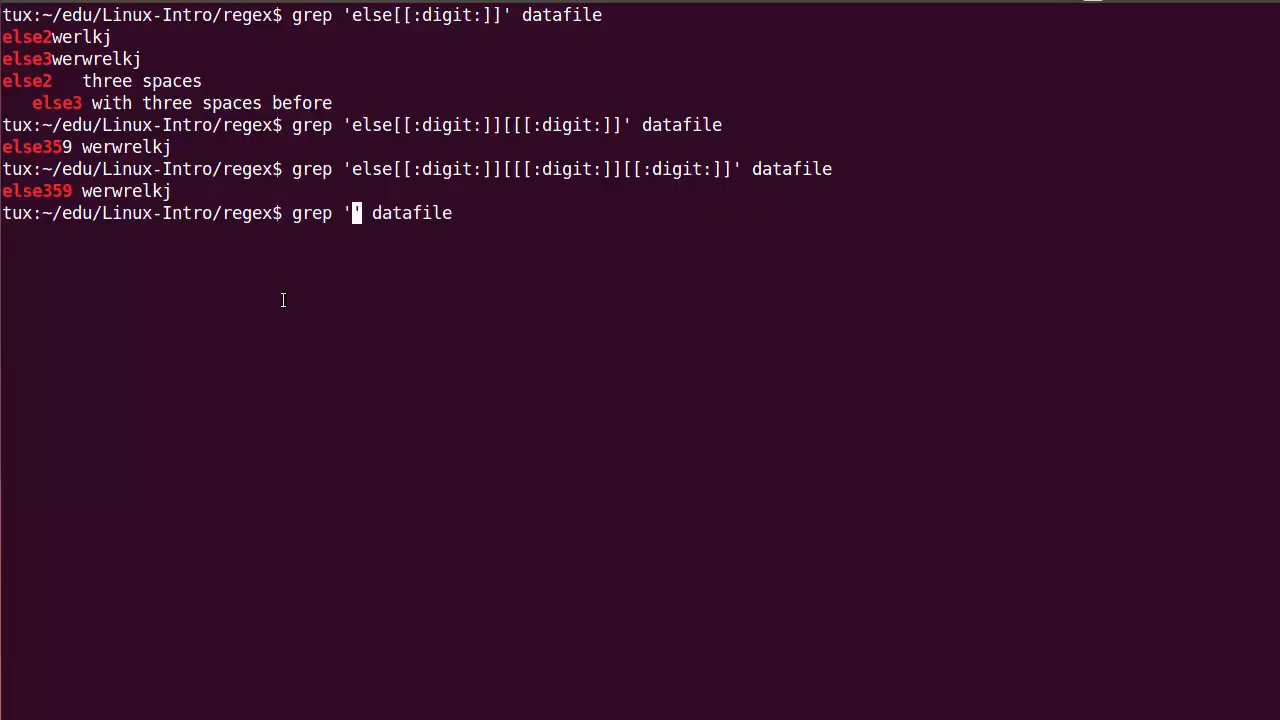 tux:~/edu/Linux-Intro/regex$ grep 'else[[:digit:]]' datafile
else2werlkj
else3werwrelkj
else2   three spaces
   else3 with three spaces before
tux:~/edu/Linux-Intro/regex$ grep 'else[[:digit:]][[[:digit:]]' datafile
else359 werwrelkj
tux:~/edu/Linux-Intro/regex$ grep 'else[[:digit:]][[[:digit:]][[:digit:]]' datafile
else359 werwrelkj
tux:~/edu/Linux-Intro/regex$ grep '' datafile